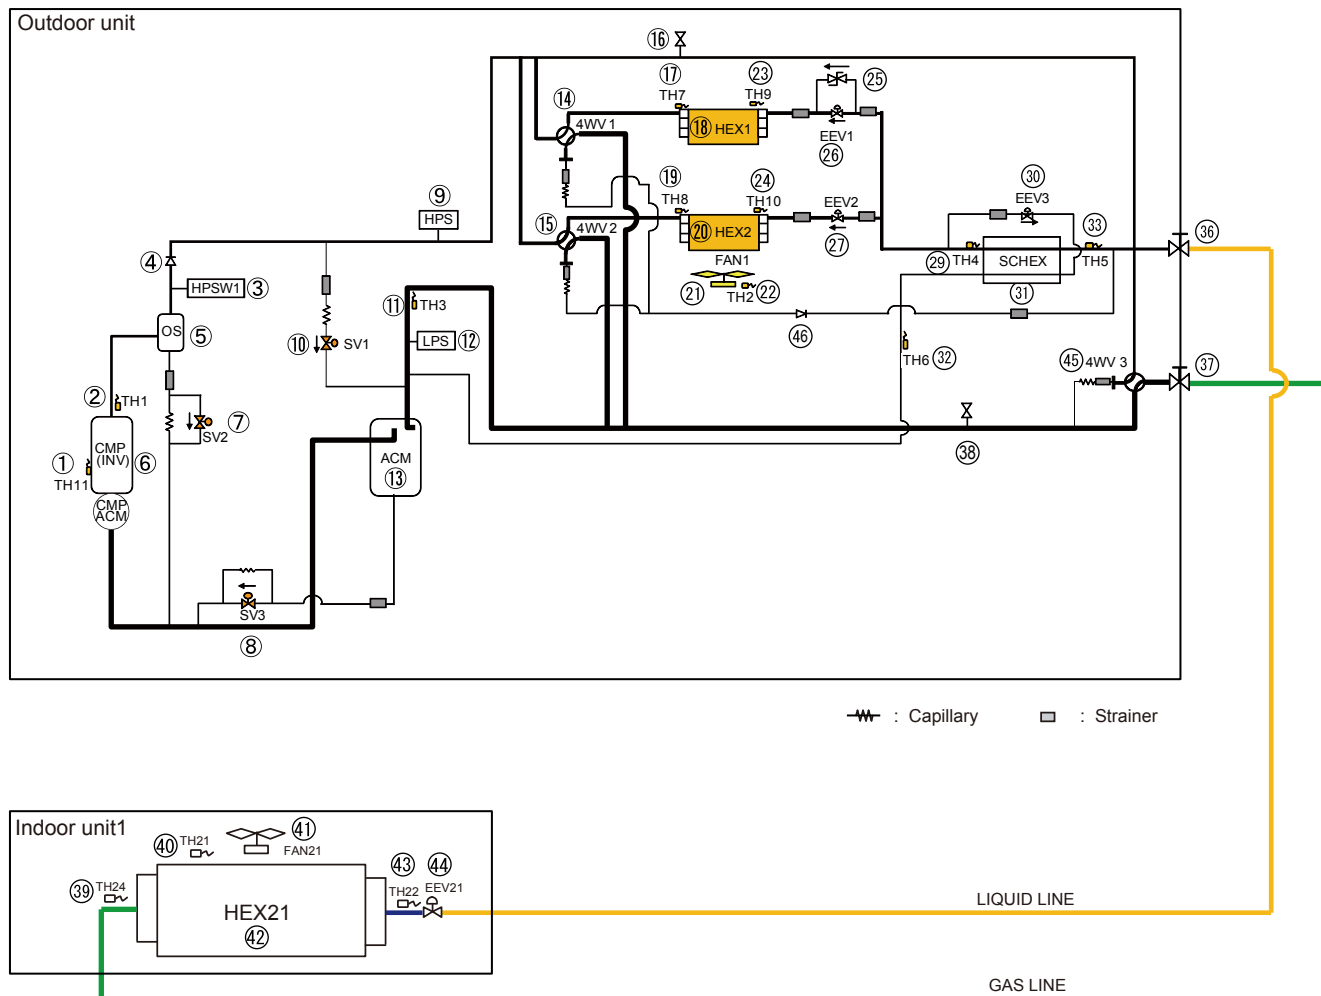 Outdoor unit
⑯
⑰ ㉓
TH7 TH9 ㉕
⑭
4WV 1 ⑱ HEX1
EEV1
㉖
⑲ ㉔ ㉚
TH8 TH10 EEV2 EEV3
⑨
HPS
⑮ 4WV 2 ⑳ HEX2 ㉗ ㉝ ㊱
④ FAN1 ㉙ TH4 SCHEX TH5
HPSW1 ③ ⑪ TH3 ㉑ TH2 ㉒ ㉛
OS ⑤ ⑩ SV1 LPS ⑫ ㊻ TH6 ㉜ ㊺ 4WV 3 ㊲
② TH1
⑦
SV2
CMP
(INV)
① ⑥
TH11
ACM
⑬
㊳
CMP
ACM
SV3
⑧
: Capillary : Strainer
Indoor unit1
㊵ TH21 ㊶
FAN21
㊴ TH24 ㊸ ㊹
TH22 EEV21
HEX21
㊷
LIQUID LINE
GAS LINE